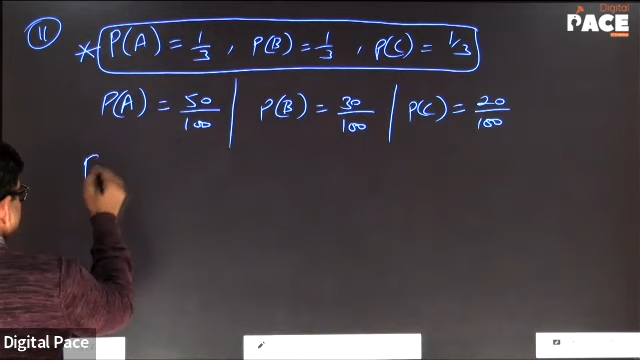 Digital
PACE
(11) * P(A) = 1/3 , P(B) = 1/3 , P(C) = 1/3
P(A) = 50/100 | P(B) = 30/100 | P(C) = 20/100
Digital Pace